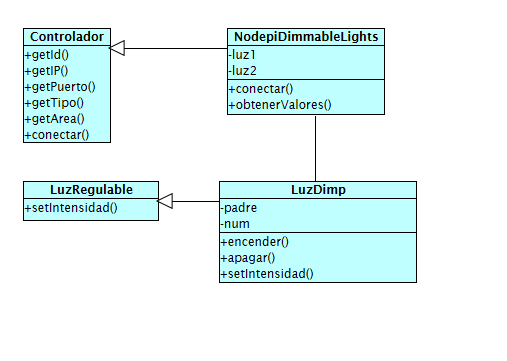 Controlador
+getId()
+getIP()
+getPuerto()
+getTipo()
+getArea()
+conectar()
NodepiDimmableLights
-luz1
-luz2
+conectar()
+obtenerValores()
LuzRegulable
+setIntensidad()
LuzDimp
-padre
-num
+encender()
+apagar()
+setIntensidad()